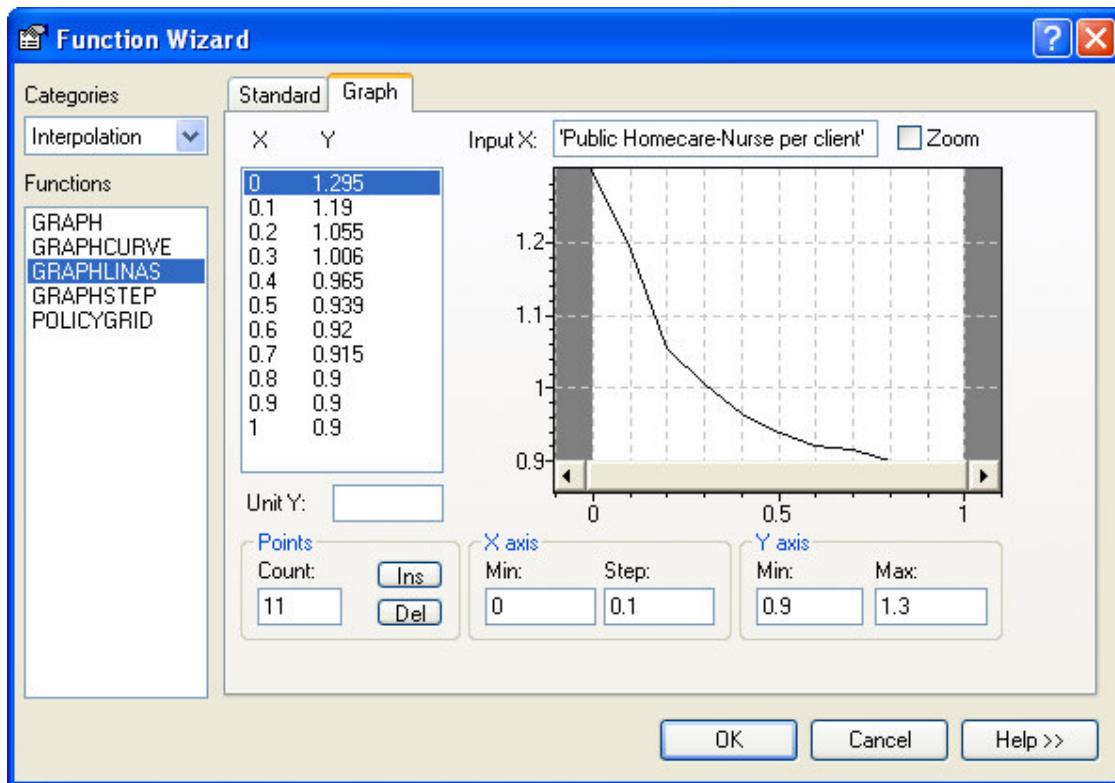 Function Wizard
Categories
Interpolation
Functions
GRAPH
GRAPHCURVE
GRAPHLINAS
GRAPHSTEP
POLICYGRID
Standard
Graph
X Y
0 1.295
0.1 1.19
0.2 1.055
0.3 1.006
0.4 0.965
0.5 0.939
0.6 0.92
0.7 0.915
0.8 0.9
0.9 0.9
1 0.9
Unit Y:
Input X: 'Public Homecare-Nurse per client' Zoom
1.2
1.1
1
0.9
0 0.5 1
Points
Count:
11
Ins
Del
X axis
Min: Step:
0 0.1
Y axis
Min: Max:
0.9 1.3
OK Cancel Help >>